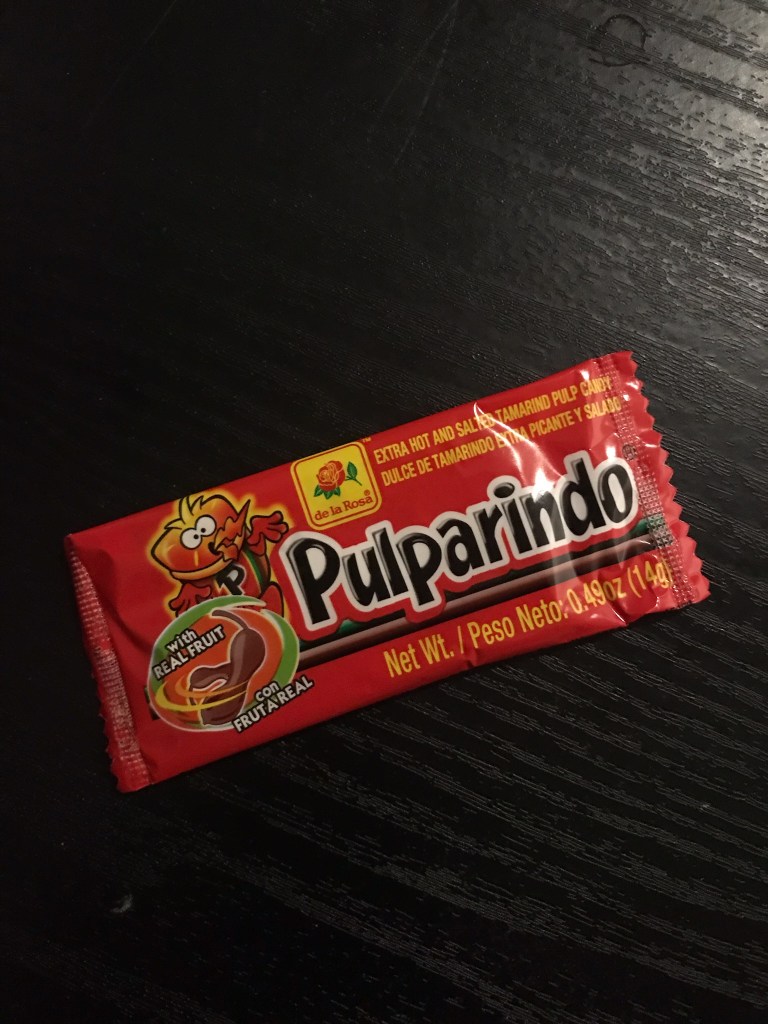 EXTRA HOT AND SALTED TAMARIND PULP CANDY
DULCE DE TAMARINDO EXTRA PICANTE Y SALADO
de la Rosa®
™
P
Pulparindo®
with
REAL FRUIT
con
FRUTA REAL
Net Wt. / Peso Neto: 0.49oz (14g)